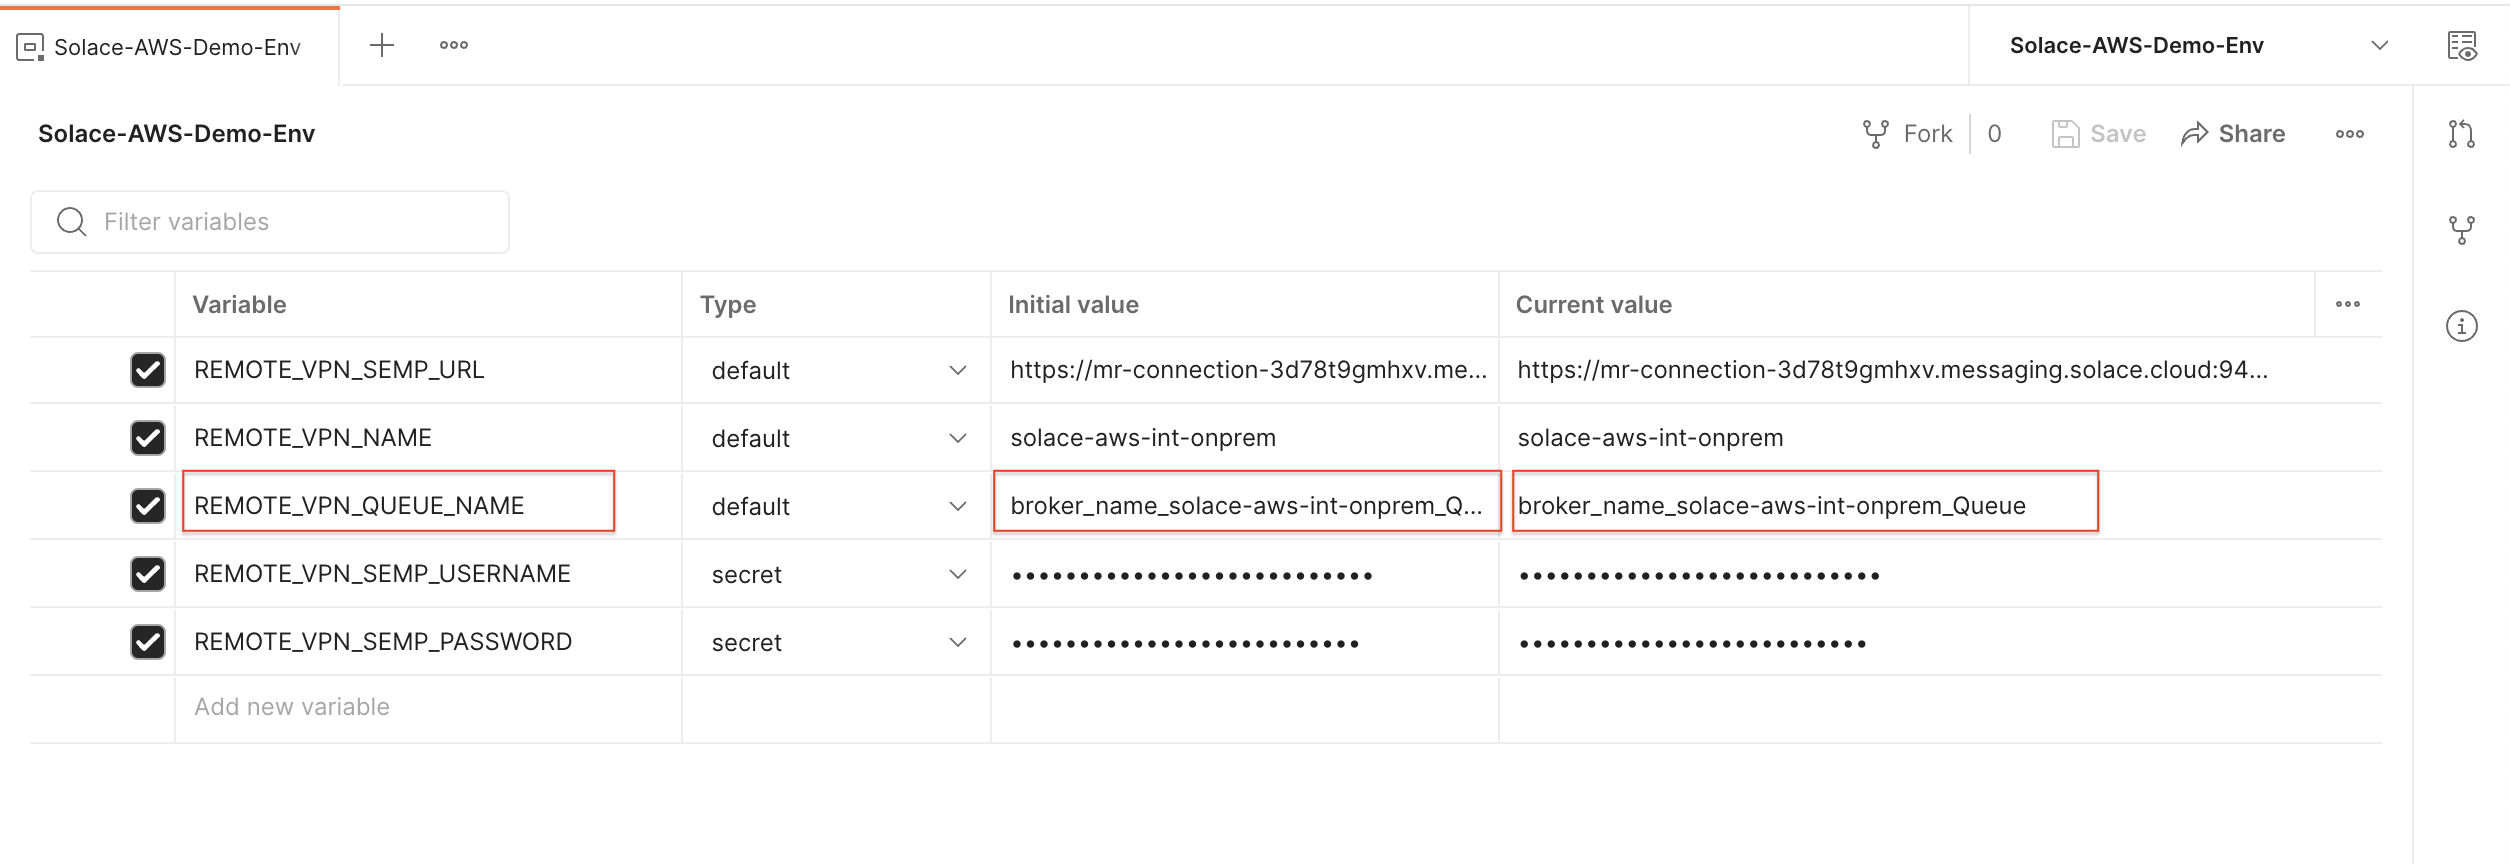 Solace-AWS-Demo-Env
Solace-AWS-Demo-Env
Solace-AWS-Demo-Env
Fork 0 Save Share
Filter variables
Variable Type Initial value Current value
REMOTE_VPN_SEMP_URL default https://mr-connection-3d78t9gmhxv.me... https://mr-connection-3d78t9gmhxv.messaging.solace.cloud:94...
REMOTE_VPN_NAME default solace-aws-int-onprem solace-aws-int-onprem
REMOTE_VPN_QUEUE_NAME default broker_name_solace-aws-int-onprem_Q... broker_name_solace-aws-int-onprem_Queue
REMOTE_VPN_SEMP_USERNAME secret
REMOTE_VPN_SEMP_PASSWORD secret
Add new variable